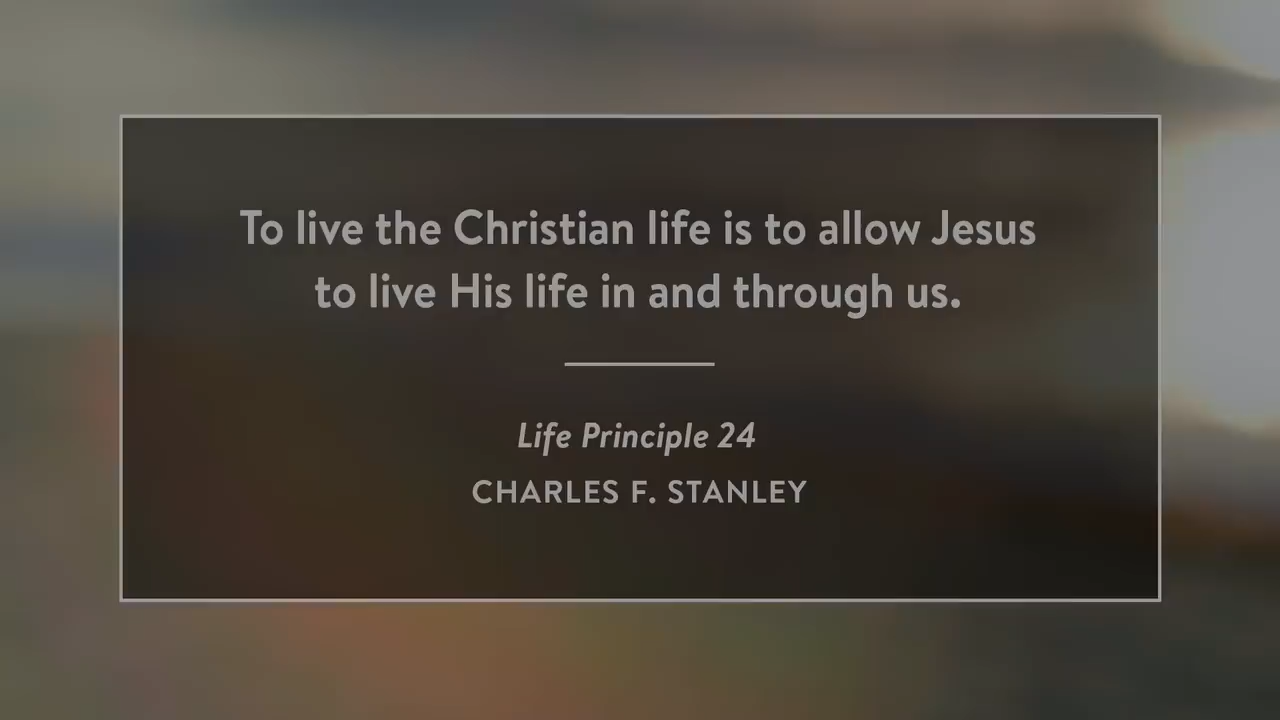 To live the Christian life is to allow Jesus
to live His life in and through us.
Life Principle 24
CHARLES F. STANLEY